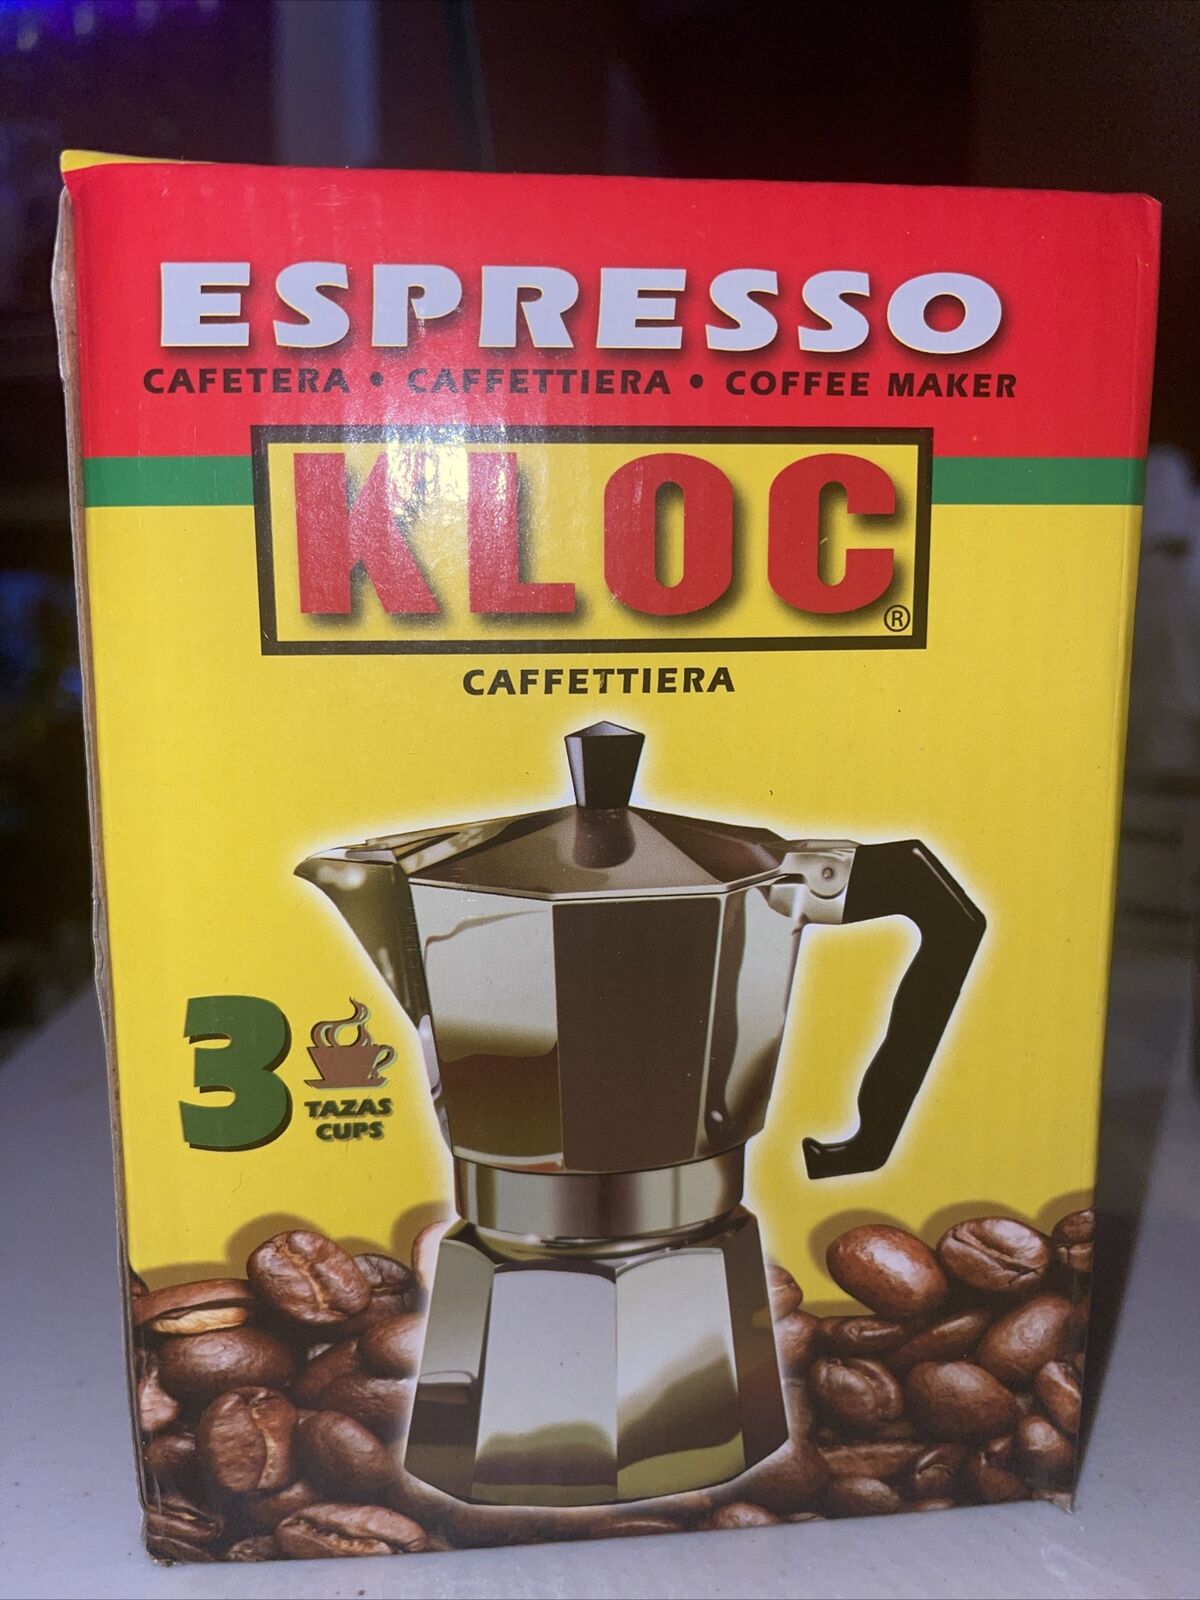 ESPRESSO
CAFETERA • CAFFETTIERA • COFFEE MAKER
KLOC®
CAFFETTIERA
3 TAZAS
CUPS